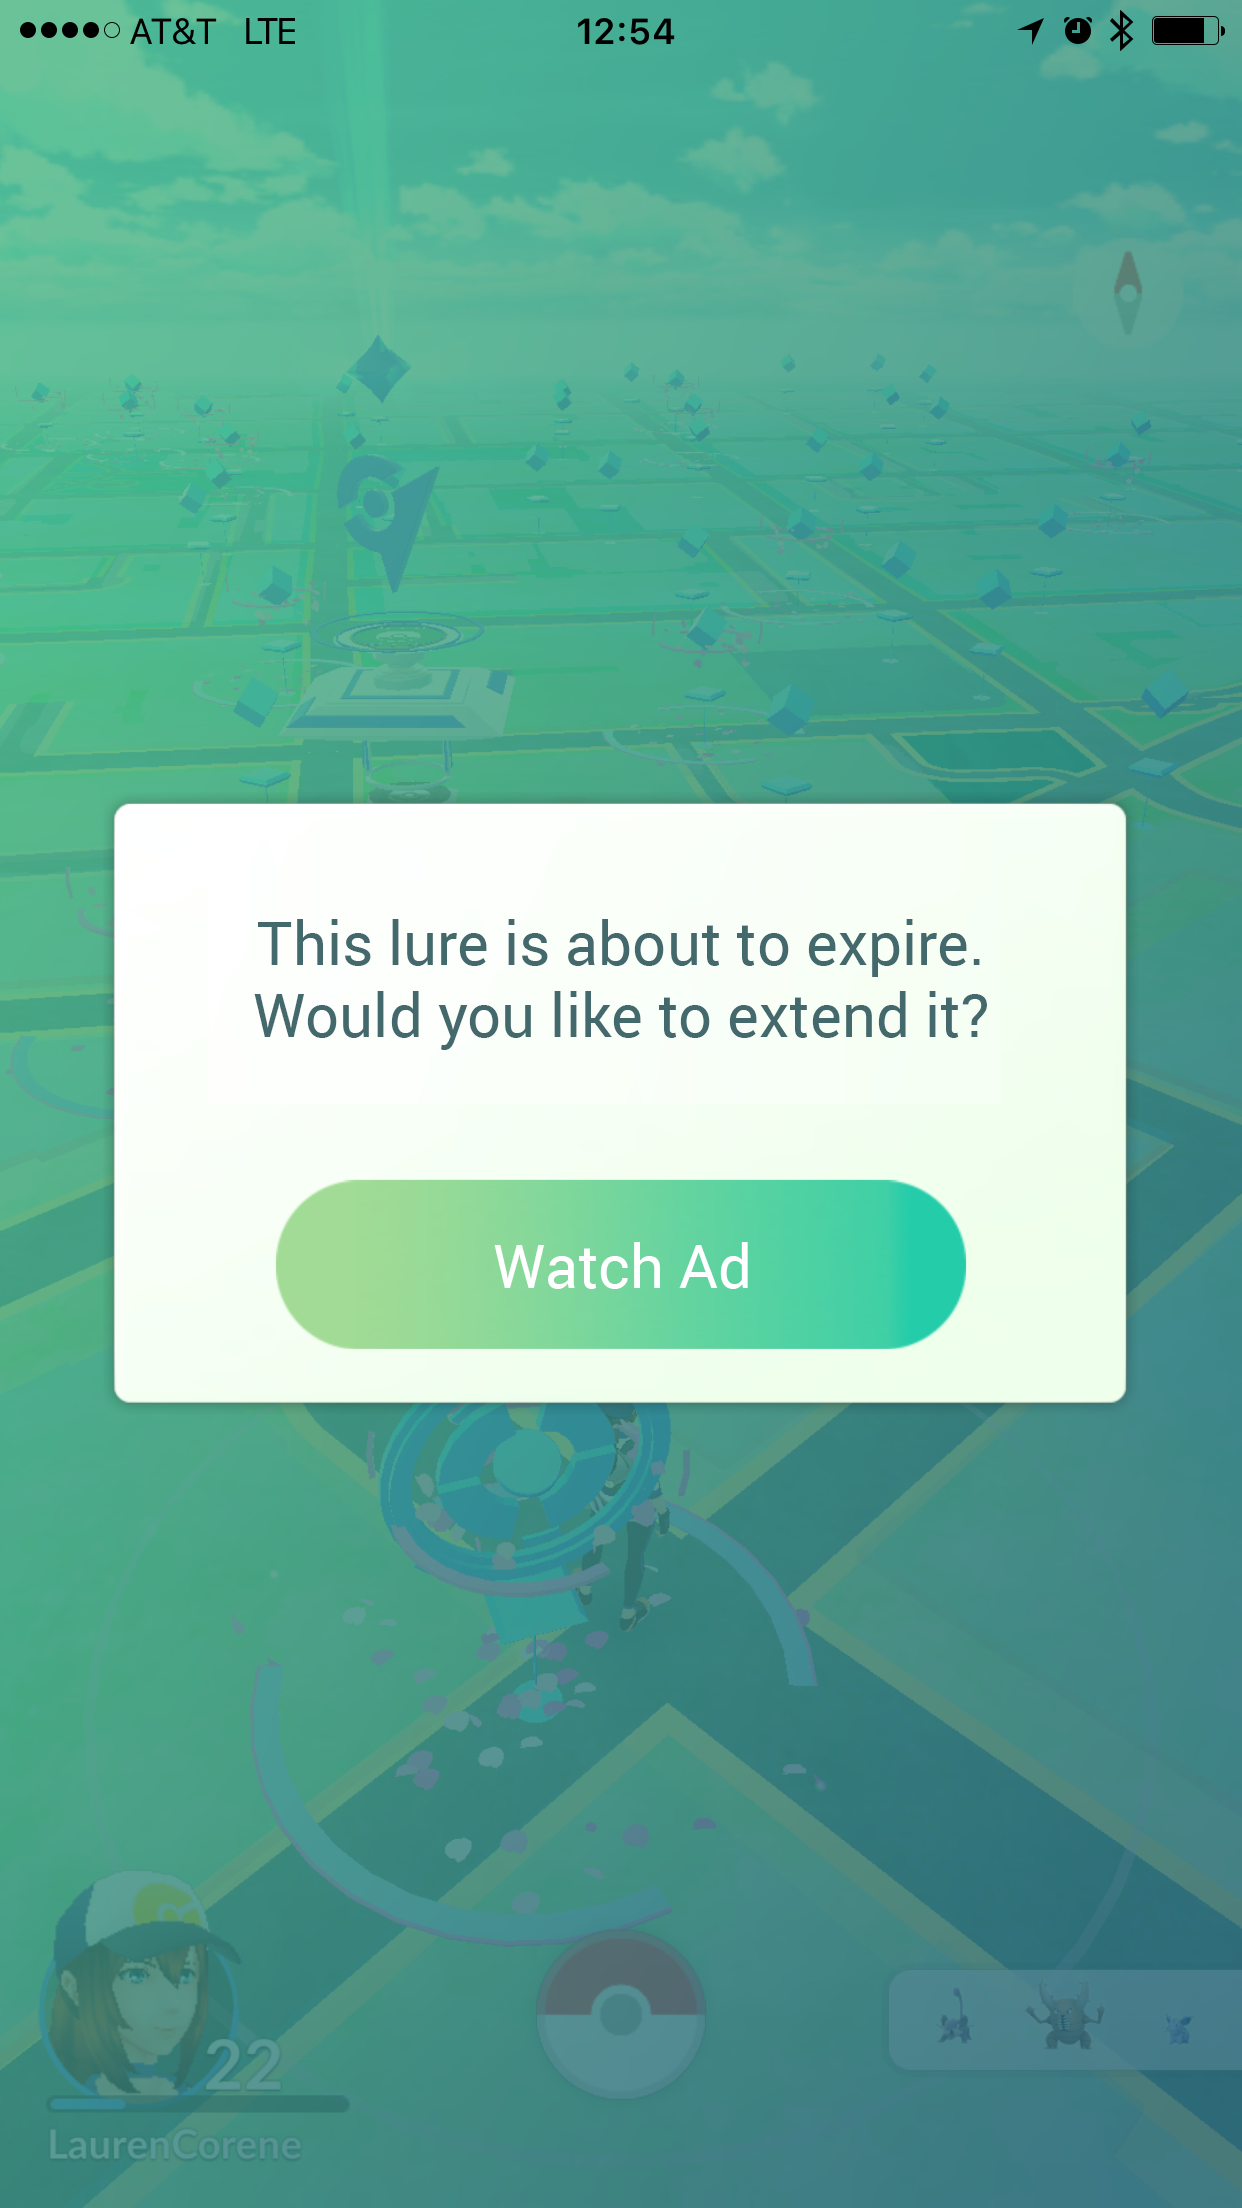 AT&T LTE 12:54
This lure is about to expire.
Would you like to extend it?
Watch Ad
22
LaurenCorene